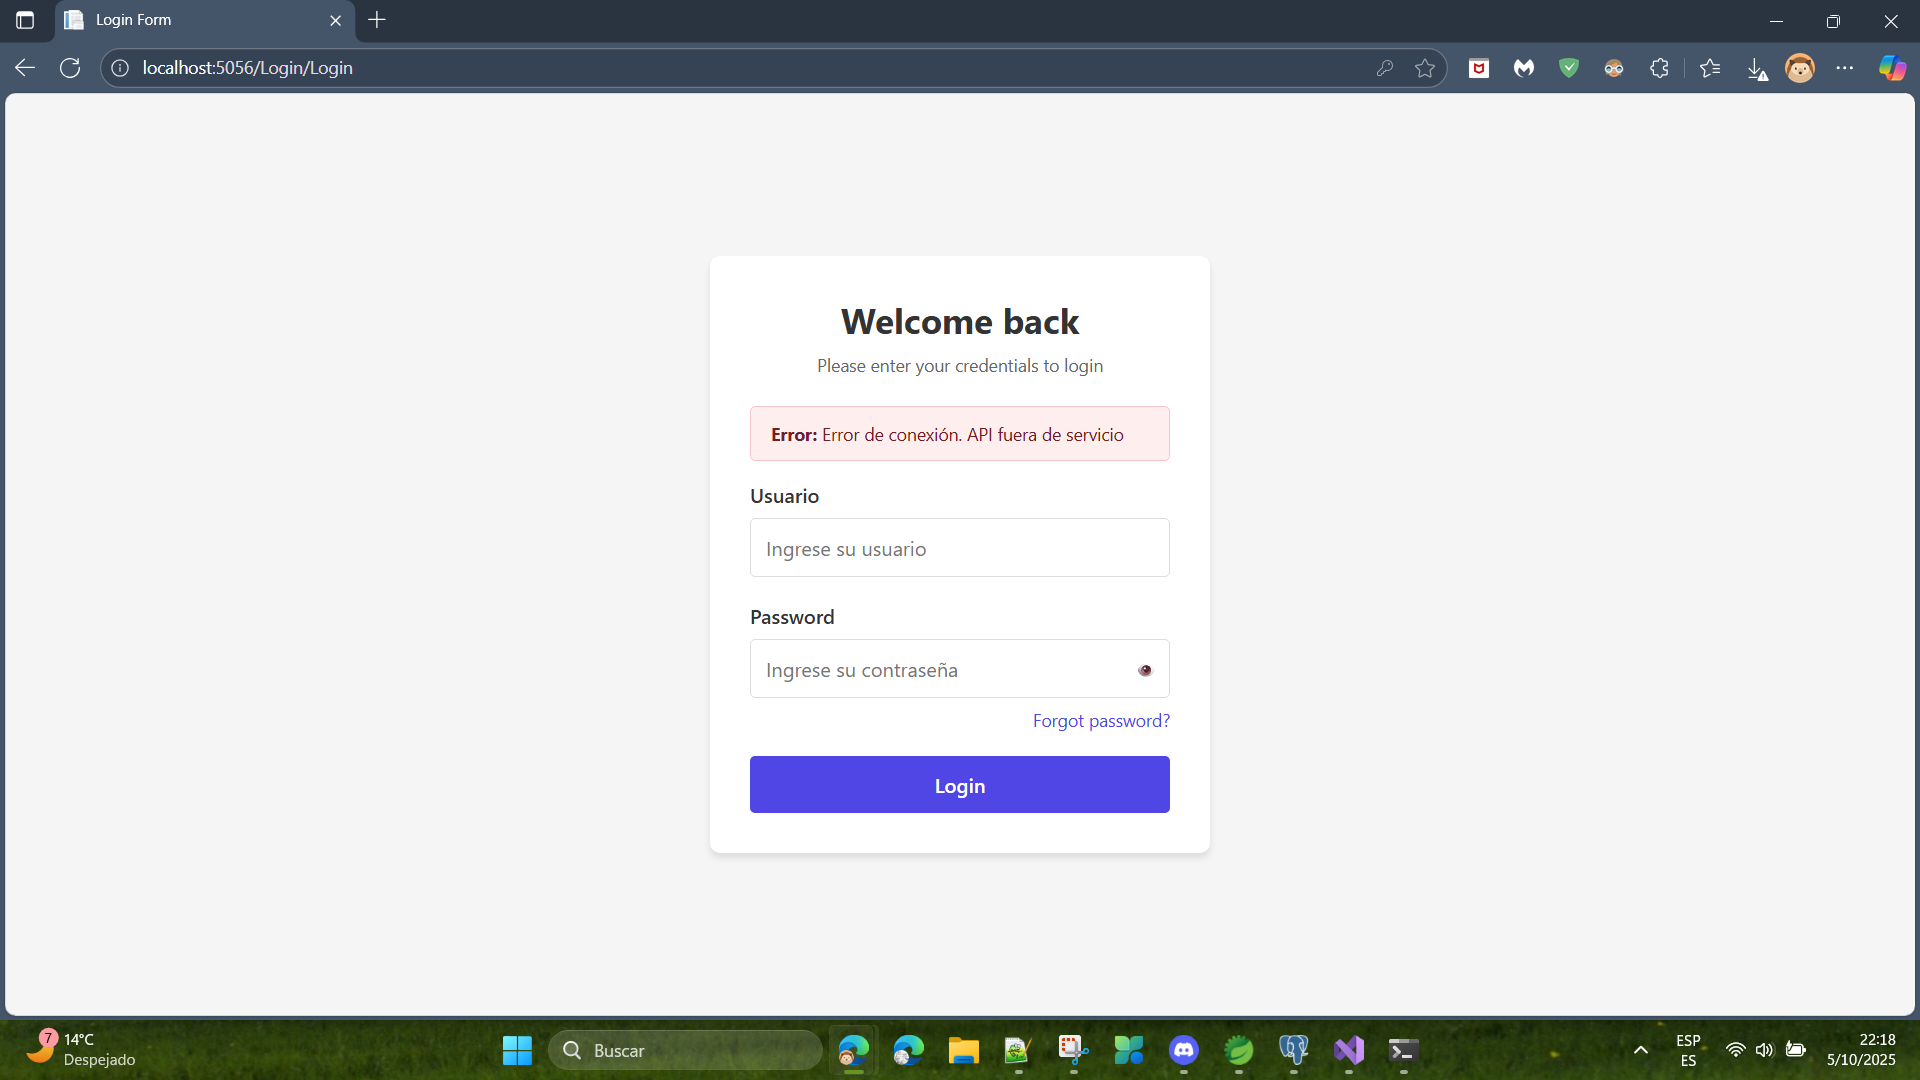 Login Form
localhost:5056/Login/Login
Welcome back
Please enter your credentials to login
Error: Error de conexión. API fuera de servicio
Usuario
Ingrese su usuario
Password
Ingrese su contraseña
Forgot password?
Login
7
14°C
Despejado
Buscar
ESP
ES
22:18
5/10/2025